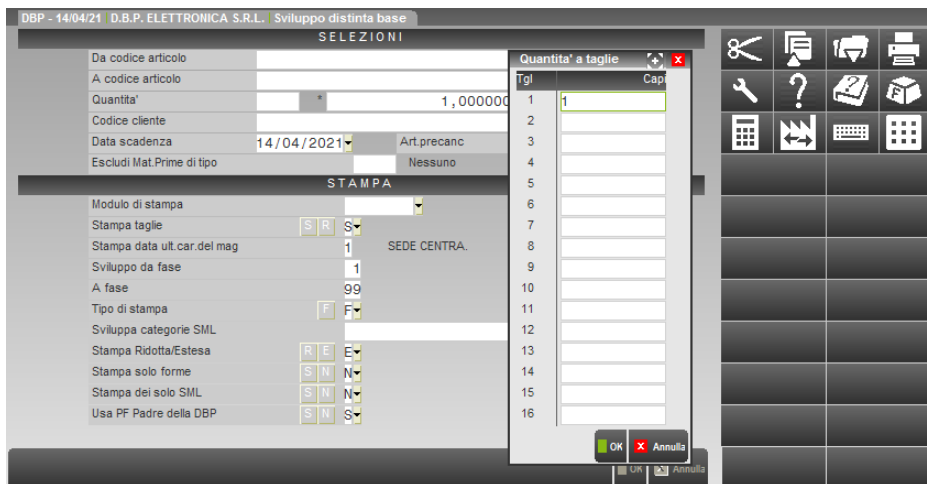 DBP - 14/04/21 D.B.P. ELETTRONICA S.R.L. Sviluppo distinta base
SELEZIONI
Da codice articolo
A codice articolo
Quantita' * 1,000000
Codice cliente
Data scadenza 14/04/2021 Art.precanc
Escludi Mat.Prime di tipo Nessuno
STAMPA
Modulo di stampa
Stampa taglie S R S
Stampa data ult.car.del mag 1 SEDE CENTRA.
Sviluppo da fase 1
A fase 99
Tipo di stampa F F
Sviluppa categorie SML
Stampa Ridotta/Estesa R E E
Stampa solo forme S N N
Stampa dei solo SML S N N
Usa PF Padre della DBP S N S
OK X Annulla
Quantita' a taglie X
Tgl Capi
1 1
2
3
4
5
6
7
8
9
10
11
12
13
14
15
16
OK X Annulla
?
?
F